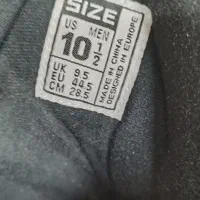 SIZE
US MEN
10 1/2
UK 9.5
EU 44.5
CM 28.5
MADE IN CHINA
DESIGNED IN EUROPE